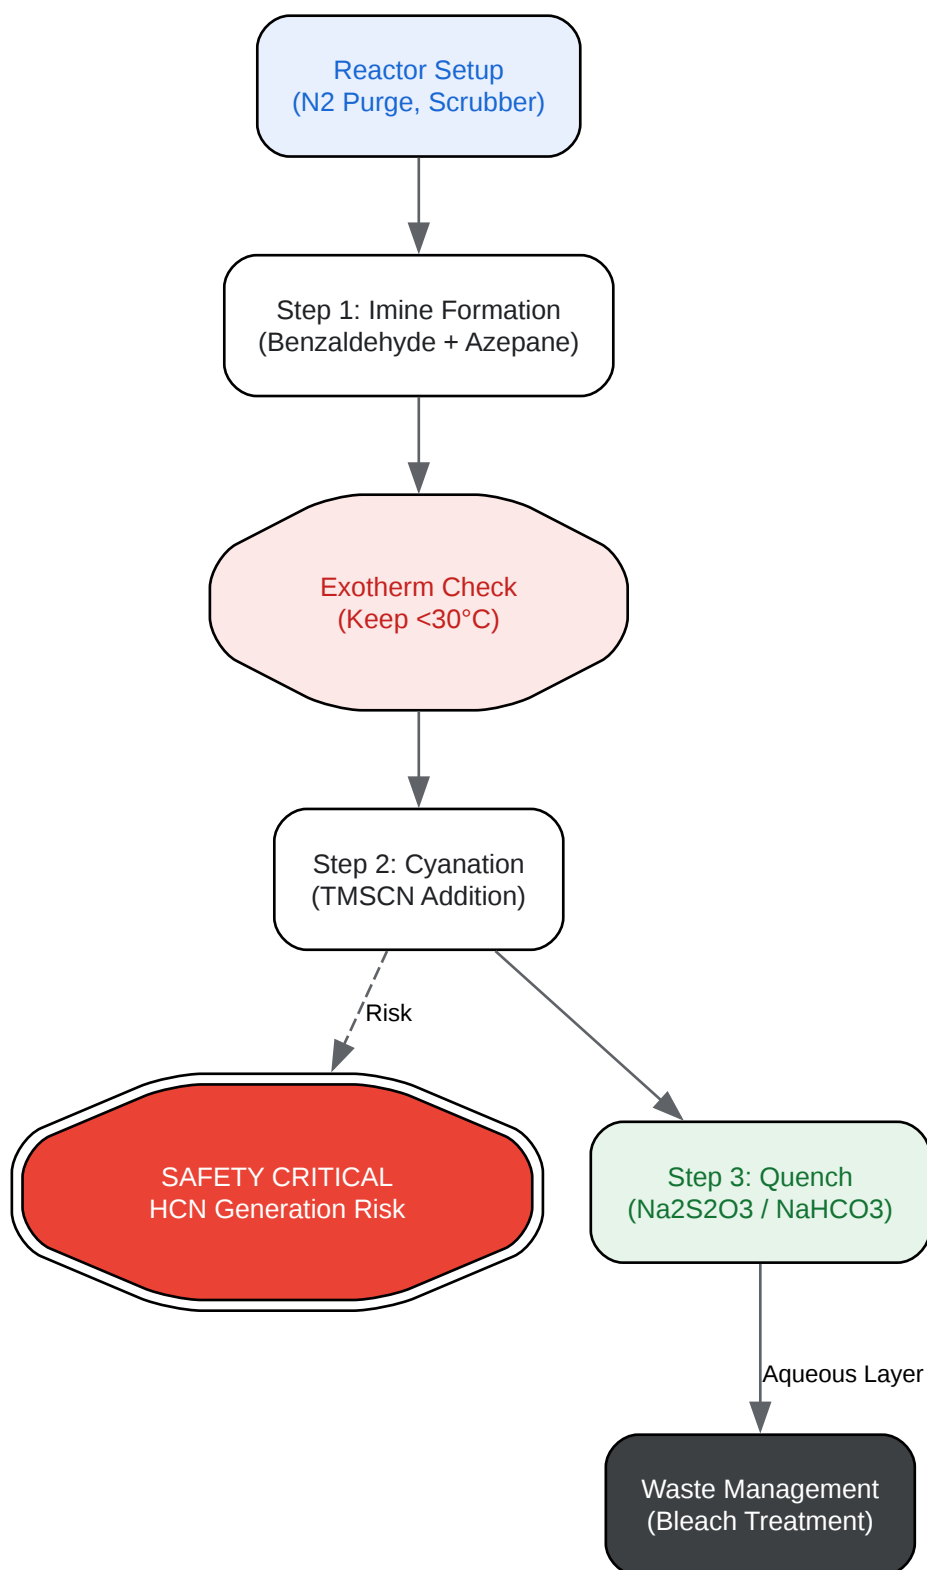 Reactor Setup
(N2 Purge, Scrubber)
Step 1: Imine Formation
(Benzaldehyde + Azepane)
Exotherm Check
(Keep <30°C)
Step 2: Cyanation
(TMSCN Addition)
Risk
SAFETY CRITICAL
HCN Generation Risk
Step 3: Quench
(Na2S2O3 / NaHCO3)
Aqueous Layer
Waste Management
(Bleach Treatment)